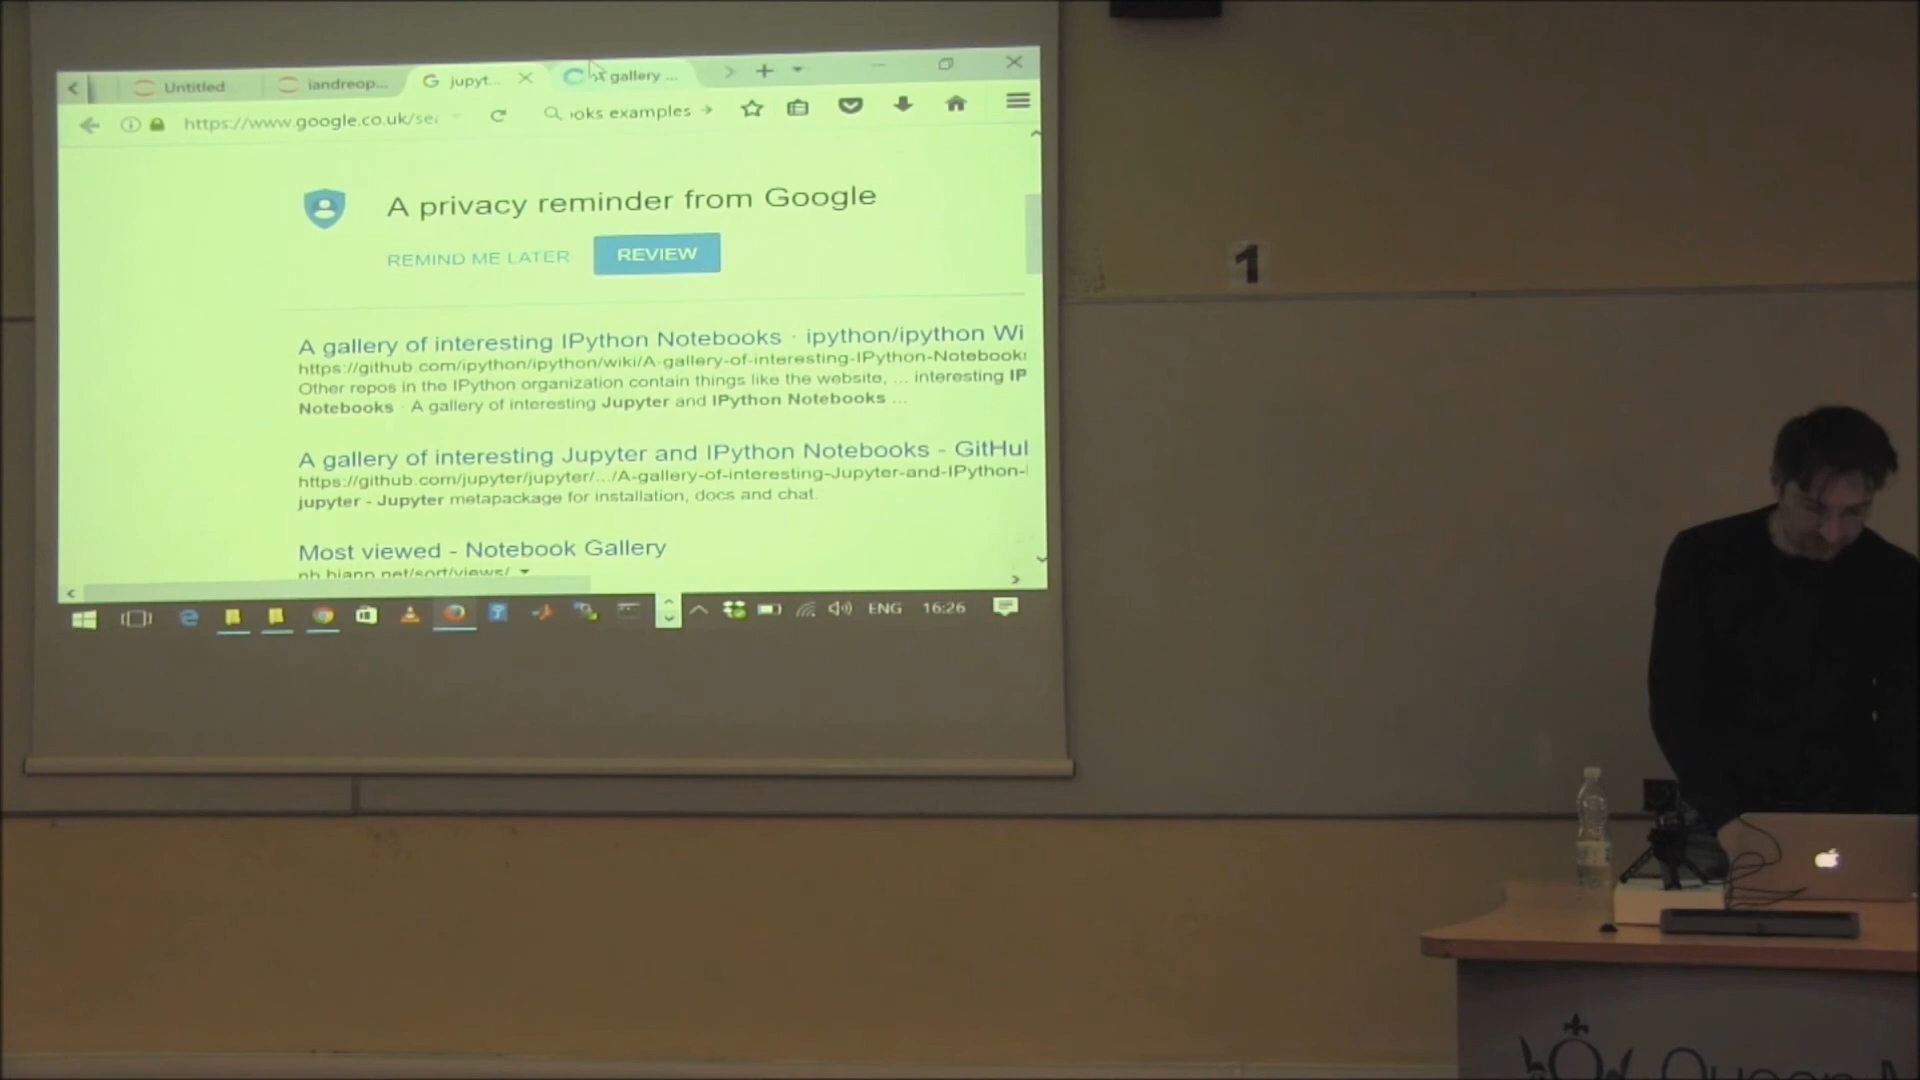 Untitled
iandreop...
jupyt...
gallery ...
https://www.google.co.uk/se
oks examples
A privacy reminder from Google
REMIND ME LATER
REVIEW
A gallery of interesting IPython Notebooks · ipython/ipython Wi
https://github.com/ipython/ipython/wiki/A-gallery-of-interesting-IPython-Notebook
Other repos in the IPython organization contain things like the website, ... interesting IP
Notebooks · A gallery of interesting Jupyter and IPython Notebooks ...
A gallery of interesting Jupyter and IPython Notebooks - GitHu
https://github.com/jupyter/jupyter/.../A-gallery-of-interesting-Jupyter-and-IPython-
jupyter - Jupyter metapackage for installation, docs and chat.
Most viewed - Notebook Gallery
ENG
16:26
1
Queen M